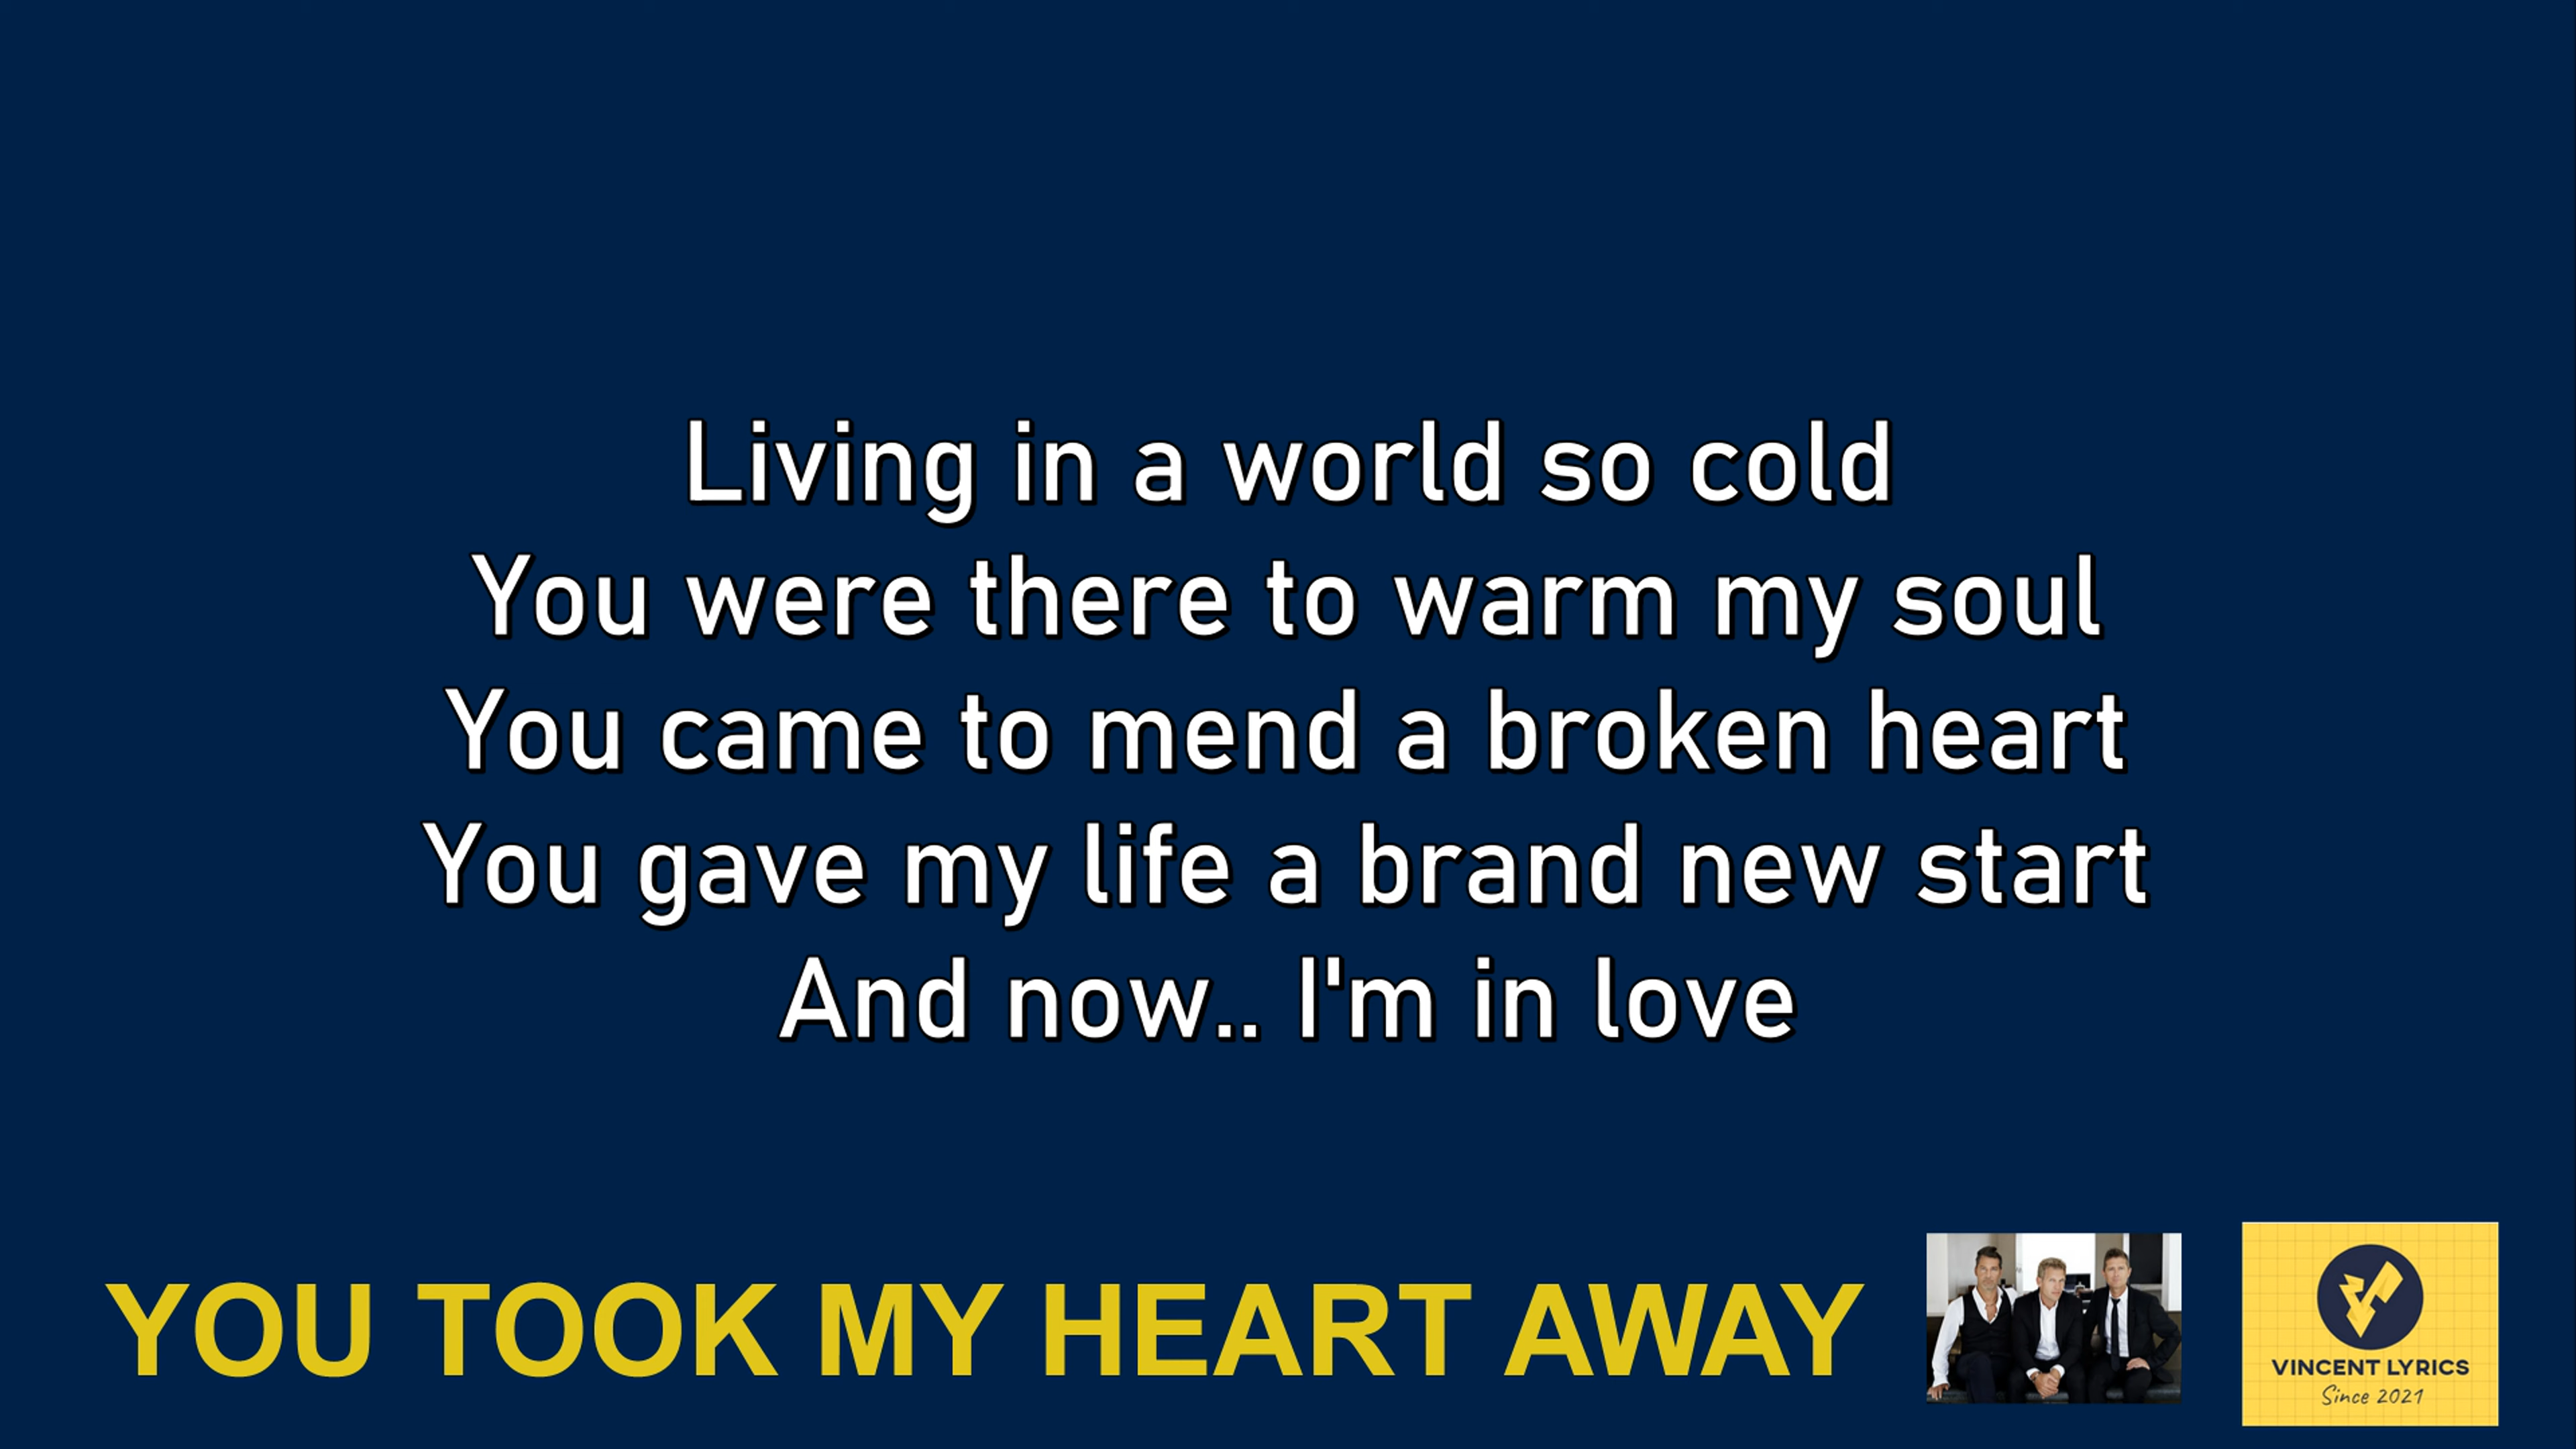 Living in a world so cold
You were there to warm my soul
You came to mend a broken heart
You gave my life a brand new start
And now.. I'm in love
YOU TOOK MY HEART AWAY
VINCENT LYRICS
Since 2021